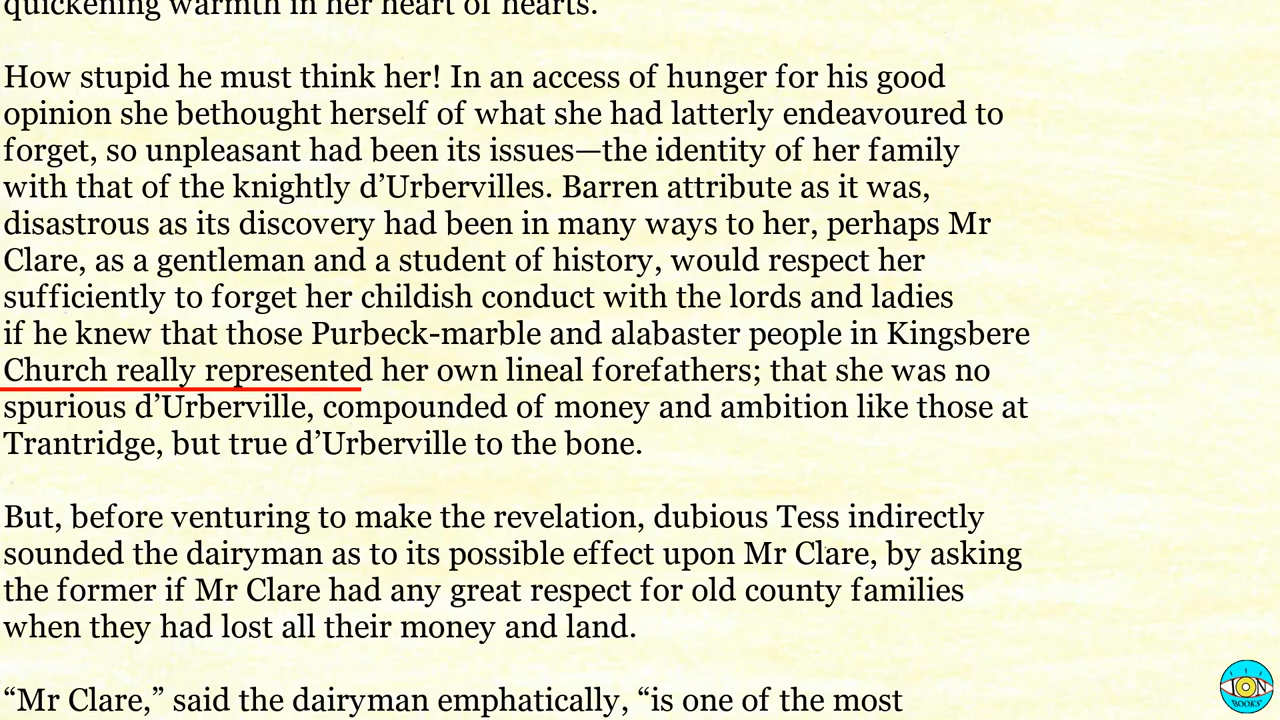 quickening warmth in her heart of hearts.
How stupid he must think her! In an access of hunger for his good
opinion she bethought herself of what she had latterly endeavoured to
forget, so unpleasant had been its issues—the identity of her family
with that of the knightly d’Urbervilles. Barren attribute as it was,
disastrous as its discovery had been in many ways to her, perhaps Mr
Clare, as a gentleman and a student of history, would respect her
sufficiently to forget her childish conduct with the lords and ladies
if he knew that those Purbeck-marble and alabaster people in Kingsbere
Church really represented her own lineal forefathers; that she was no
spurious d’Urberville, compounded of money and ambition like those at
Trantridge, but true d’Urberville to the bone.
But, before venturing to make the revelation, dubious Tess indirectly
sounded the dairyman as to its possible effect upon Mr Clare, by asking
the former if Mr Clare had any great respect for old county families
when they had lost all their money and land.
“Mr Clare,” said the dairyman emphatically, “is one of the most
ION
BOOKS